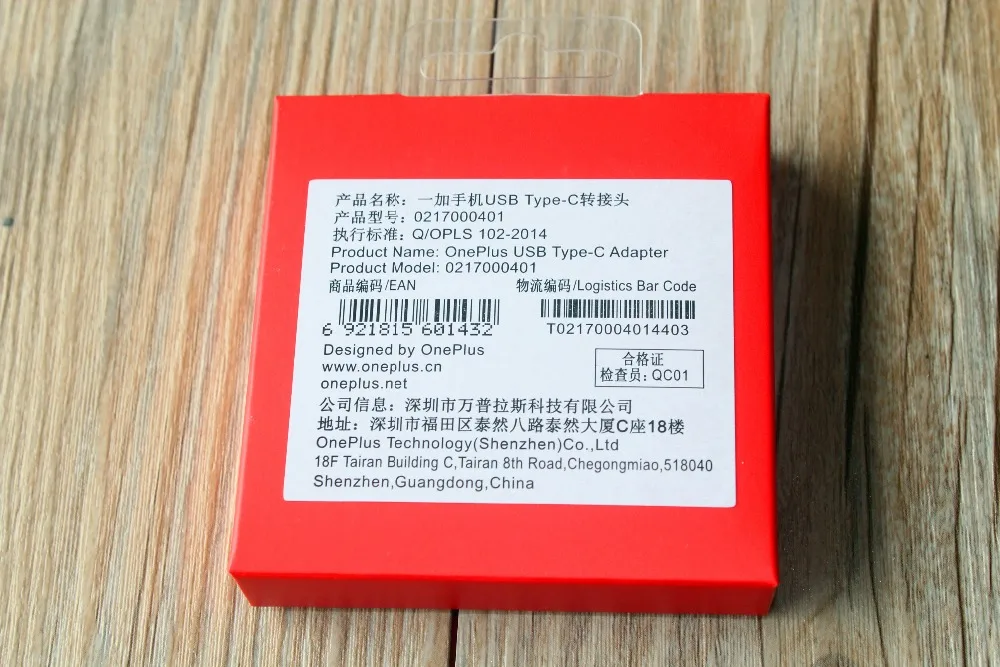 产品名称：一加手机USB Type-C转接头
产品型号：0217000401
执行标准：Q/OPLS 102-2014
Product Name: OnePlus USB Type-C Adapter
Product Model: 0217000401
商品编码/EAN
物流编码/Logistics Bar Code
6 921815 601432
T02170004014403
Designed by OnePlus
www.oneplus.cn
oneplus.net
合格证
检查员：QC01
公司信息：深圳市万普拉斯科技有限公司
地址：深圳市福田区泰然八路泰然大厦C座18楼
OnePlus Technology(Shenzhen)Co.,Ltd
18F Tairan Building C,Tairan 8th Road,Chegongmiao,518040
Shenzhen,Guangdong,China